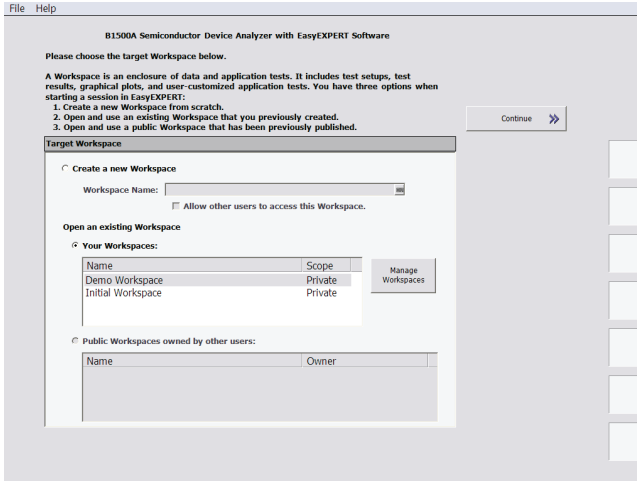 File Help
B1500A Semiconductor Device Analyzer with EasyEXPERT Software
Please choose the target Workspace below.
A Workspace is an enclosure of data and application tests. It includes test setups, test
results, graphical plots, and user-customized application tests. You have three options when
starting a session in EasyEXPERT:
1. Create a new Workspace from scratch.
2. Open and use an existing Workspace that you previously created.
3. Open and use a public Workspace that has been previously published.
Continue
Target Workspace
Create a new Workspace
Workspace Name:
Allow other users to access this Workspace.
Open an existing Workspace
Your Workspaces:
Name Scope
Demo Workspace Private
Initial Workspace Private
Manage
Workspaces
Public Workspaces owned by other users:
Name Owner